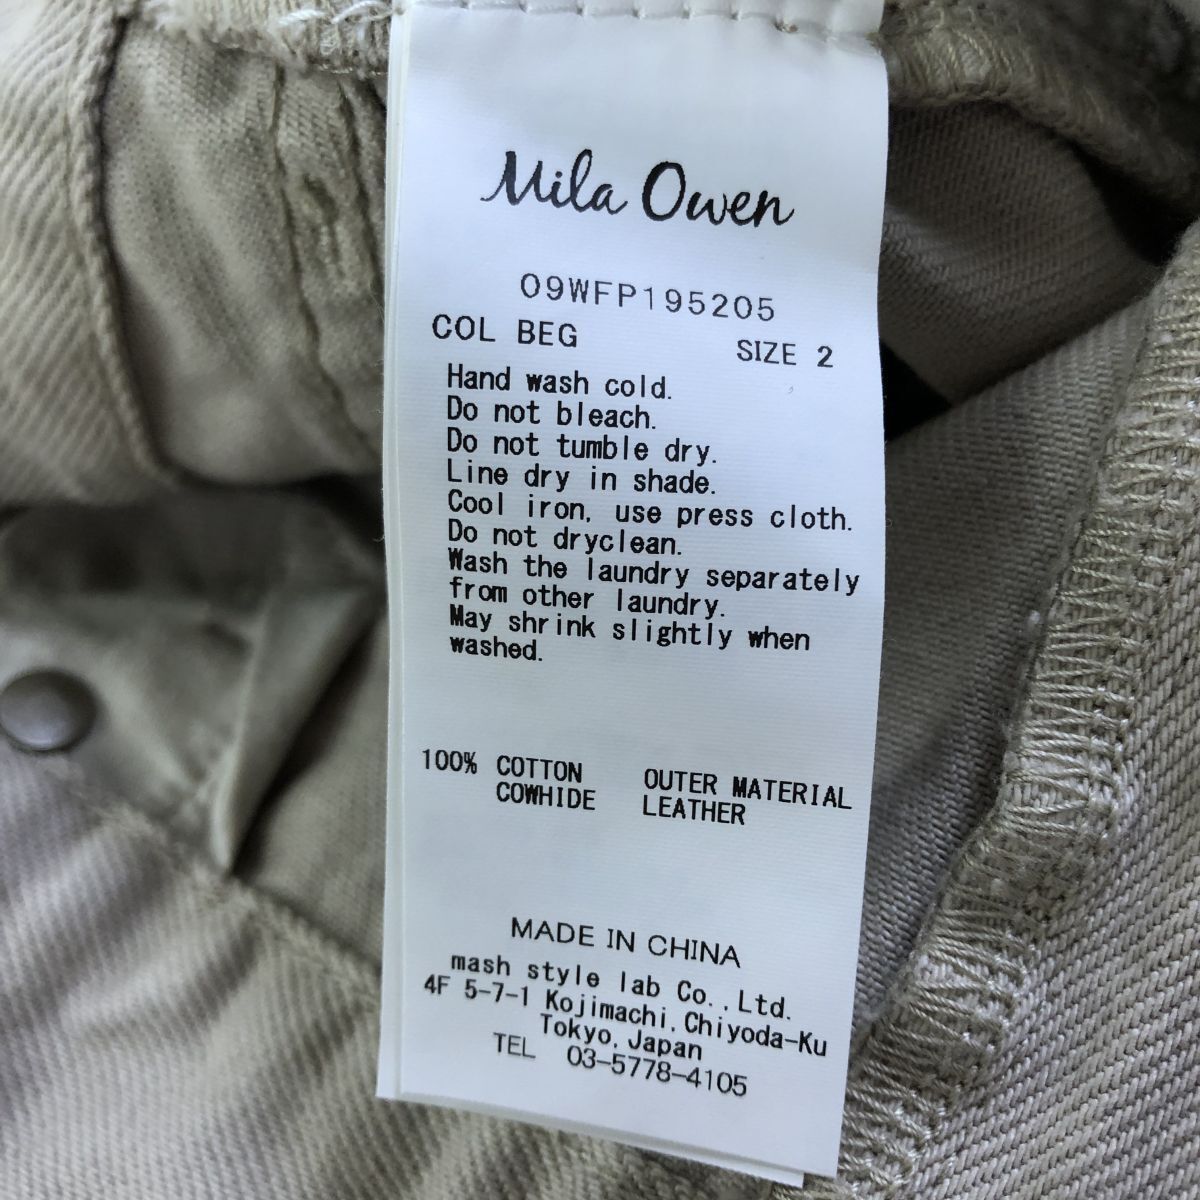 Mila Owen
09WFP195205
COL BEG SIZE 2
Hand wash cold.
Do not bleach.
Do not tumble dry.
Line dry in shade.
Cool iron, use press cloth.
Do not dryclean.
Wash the laundry separately
from other laundry.
May shrink slightly when
washed.
100% COTTON OUTER MATERIAL
COWHIDE LEATHER
MADE IN CHINA
mash style lab Co.,Ltd.
4F 5-7-1 Kojimachi,Chiyoda-Ku
Tokyo,Japan
TEL 03-5778-4105